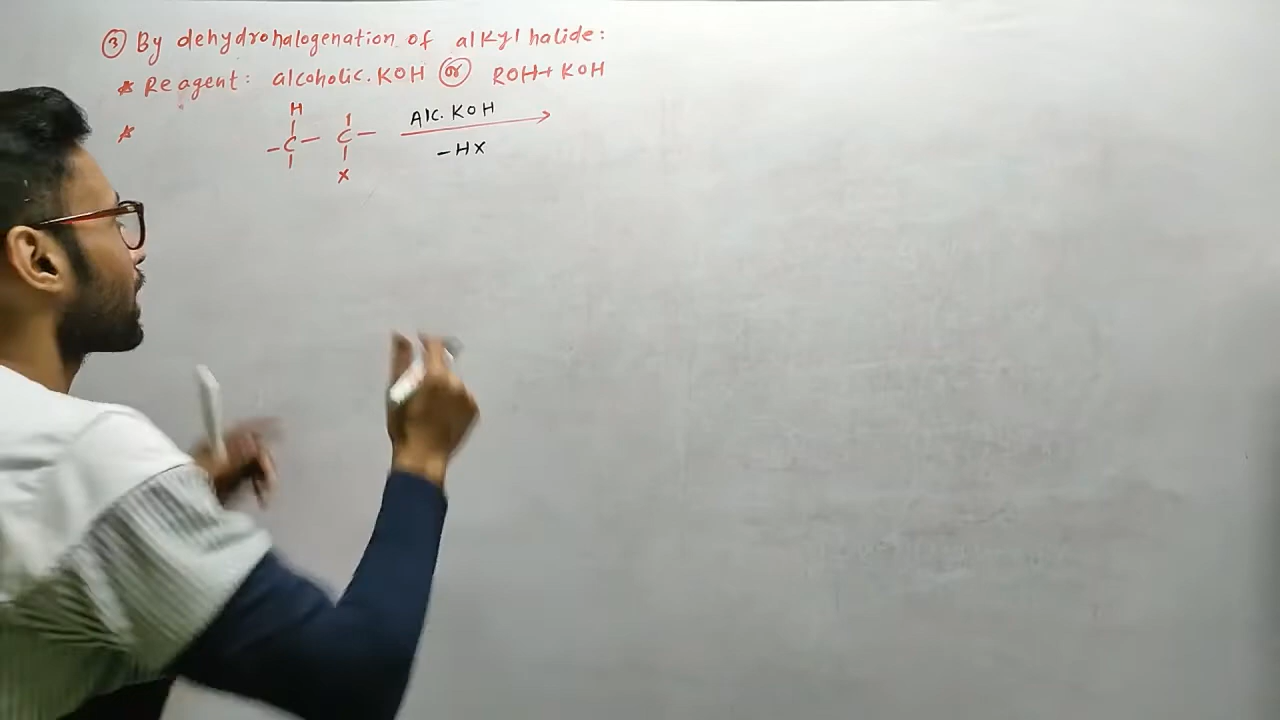 ③ By dehydrohalogenation of alkyl halide:
* Reagent: alcoholic.KOH or ROH+KOH
H
* -C-C- Alc.KOH
-HX
X